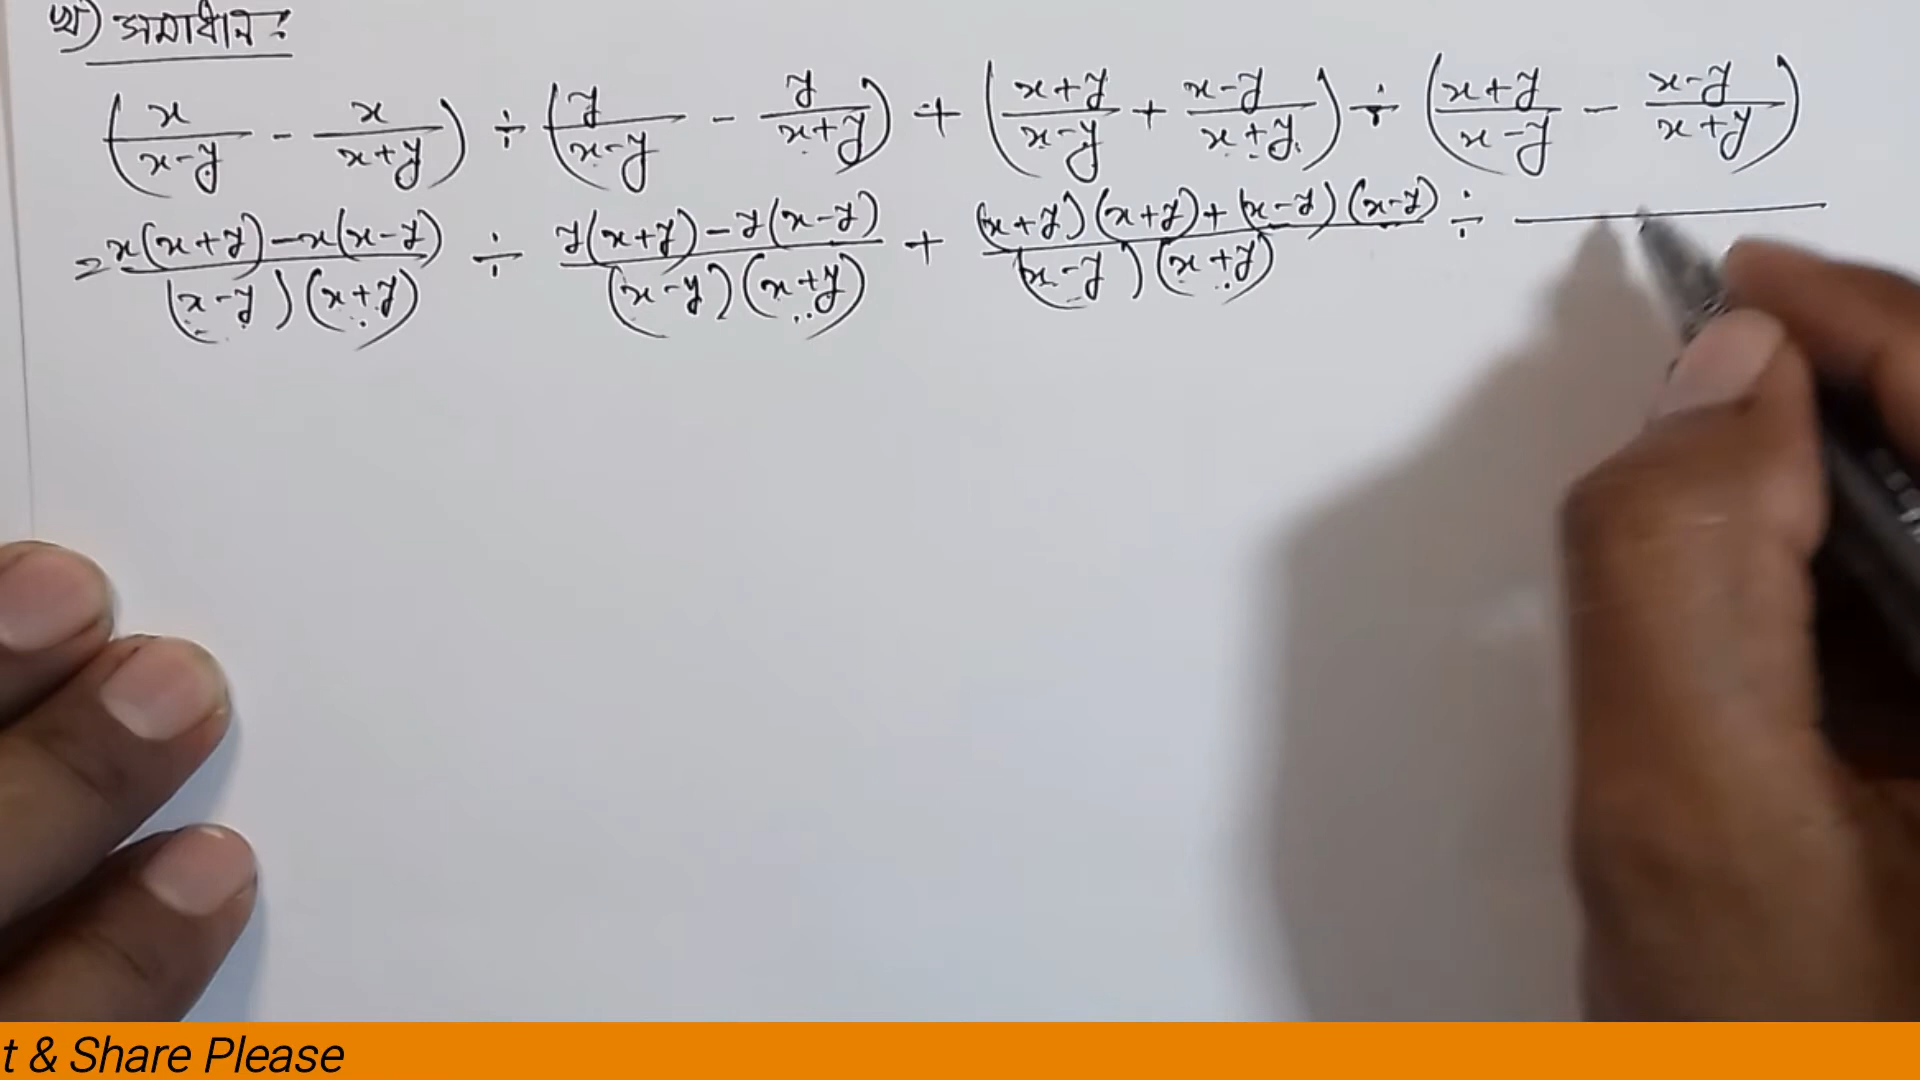 খ) সমাধান:
(x/(x-y) - x/(x+y)) ÷ (y/(x-y) - y/(x+y)) + ((x+y)/(x-y) + (x-y)/(x+y)) ÷ ((x+y)/(x-y) - (x-y)/(x+y))
= (x(x+y)-x(x-y))/((x-y)(x+y)) ÷ (y(x+y)-y(x-y))/((x-y)(x+y)) + ((x+y)(x+y)+(x-y)(x-y))/((x-y)(x+y)) ÷
t & Share Please